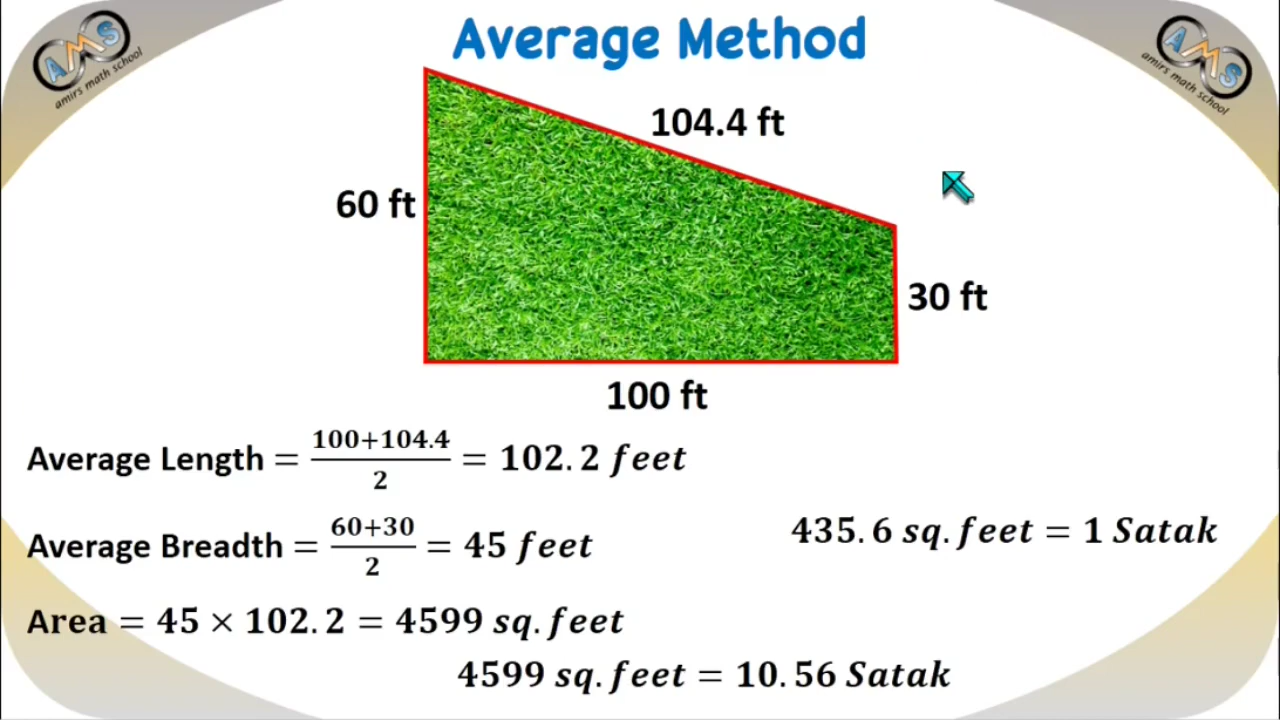 AMS
amirs math school
Average Method
AMS
amirs math school
104.4 ft
60 ft
30 ft
100 ft
Average Length = (100+104.4)/2 = 102.2 feet
Average Breadth = (60+30)/2 = 45 feet
435.6 sq.feet = 1 Satak
Area = 45 × 102.2 = 4599 sq.feet
4599 sq.feet = 10.56 Satak